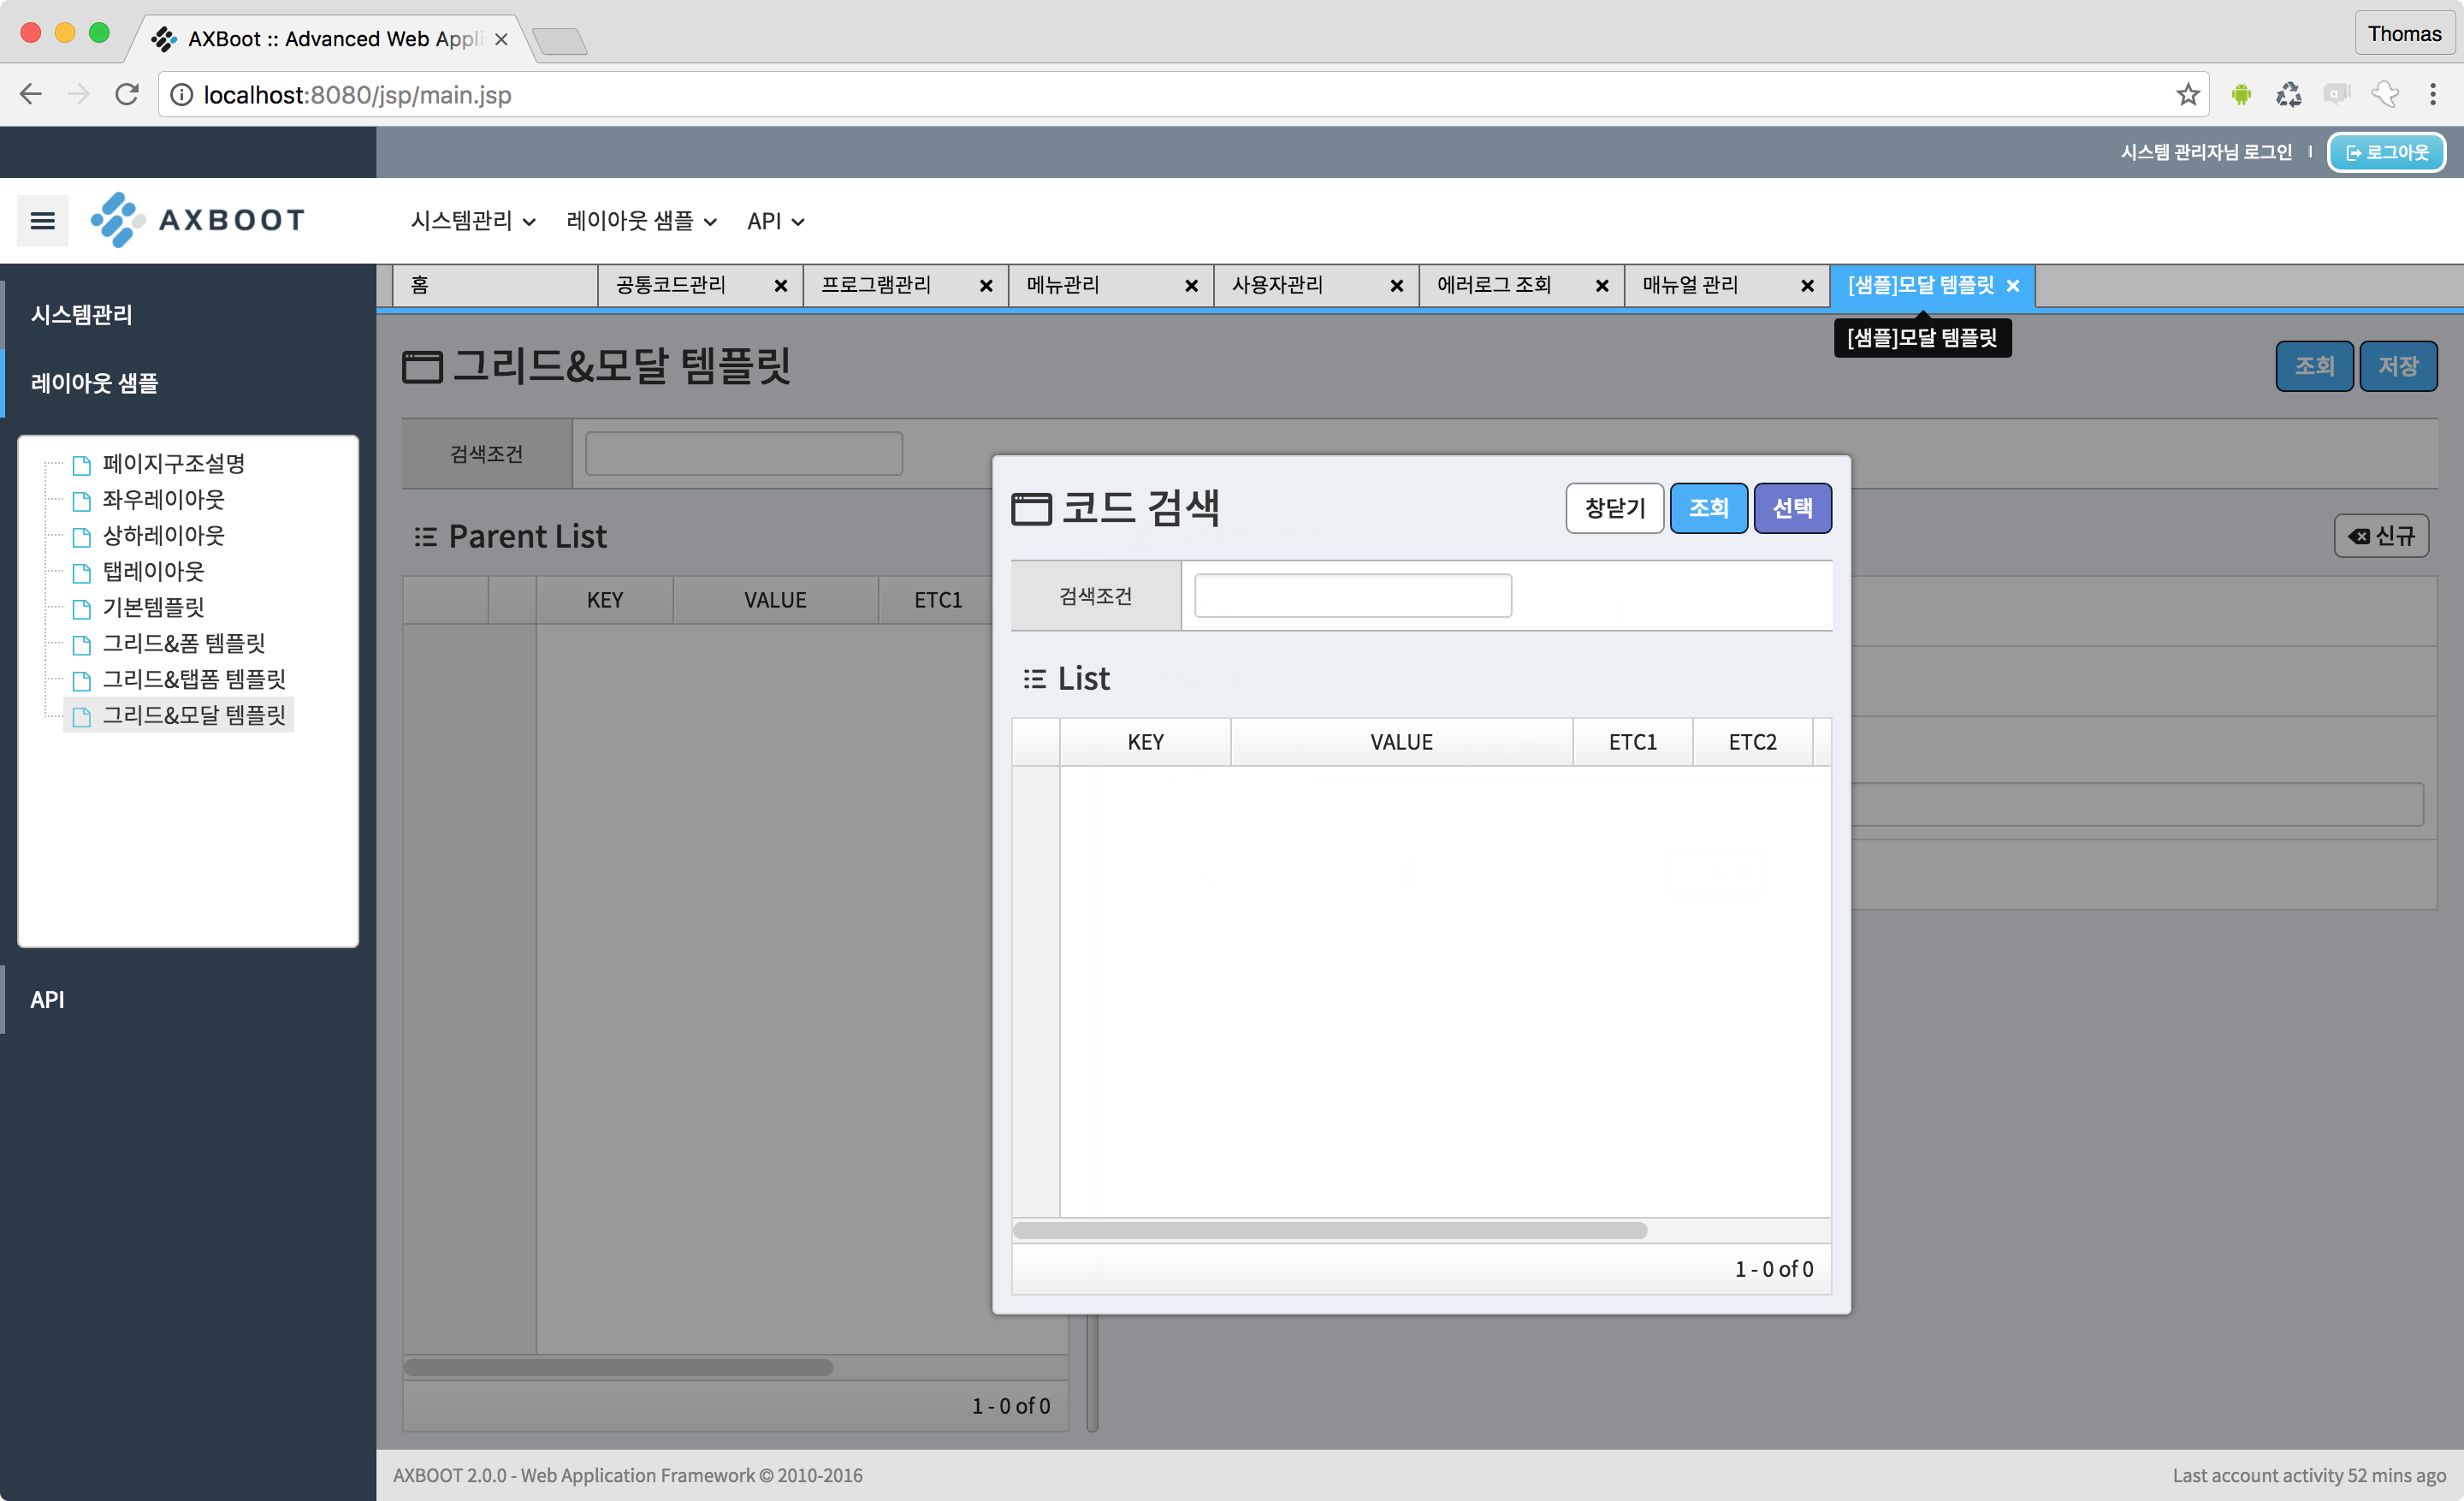 AXBoot :: Advanced Web Appli
Thomas
localhost:8080/jsp/main.jsp
시스템 관리자님 로그인
로그아웃
AXBOOT
시스템관리
레이아웃 샘플
API
홈
공통코드관리
프로그램관리
메뉴관리
사용자관리
에러로그 조회
매뉴얼 관리
[샘플]모달 템플릿
[샘플]모달 템플릿
시스템관리
레이아웃 샘플
페이지구조설명
좌우레이아웃
상하레이아웃
탭레이아웃
기본템플릿
그리드&폼 템플릿
그리드&탭폼 템플릿
그리드&모달 템플릿
API
그리드&모달 템플릿
조회
저장
검색조건
Parent List
신규
KEY
VALUE
ETC1
1 - 0 of 0
코드 검색
창닫기
조회
선택
검색조건
List
KEY
VALUE
ETC1
ETC2
1 - 0 of 0
AXBOOT 2.0.0 - Web Application Framework © 2010-2016
Last account activity 52 mins ago